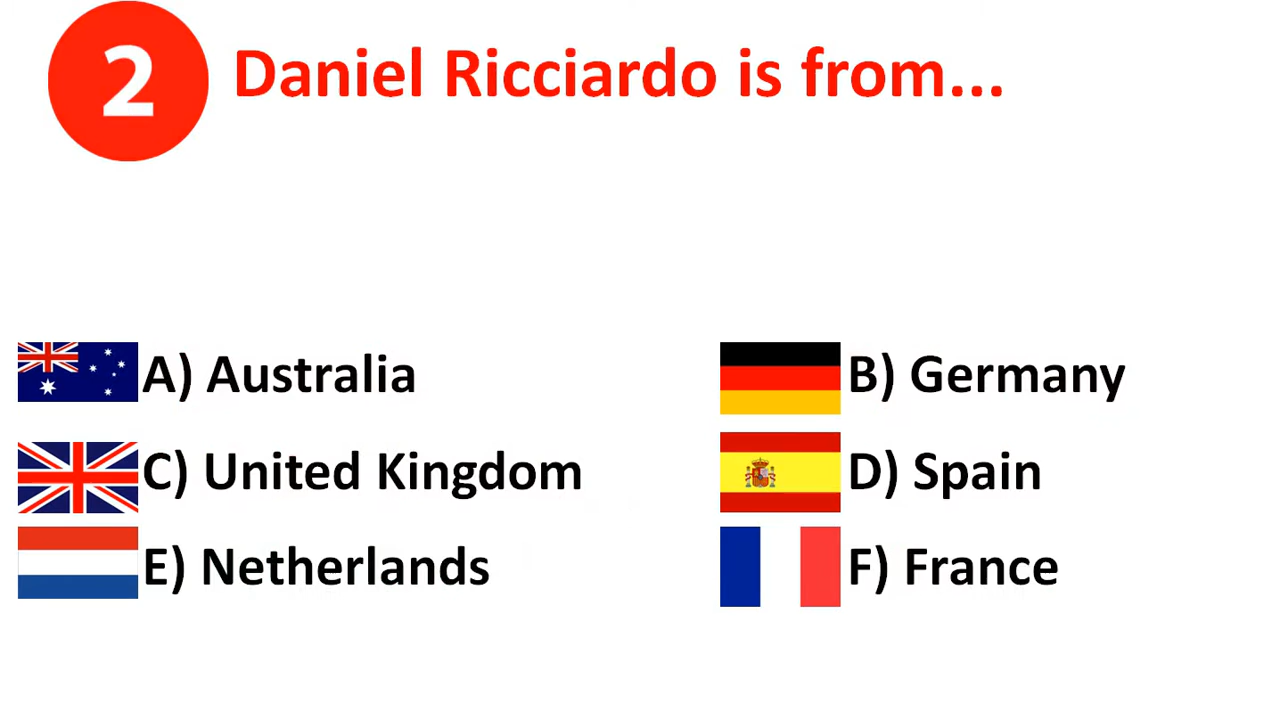 2 Daniel Ricciardo is from...
A) Australia
B) Germany
C) United Kingdom
D) Spain
E) Netherlands
F) France